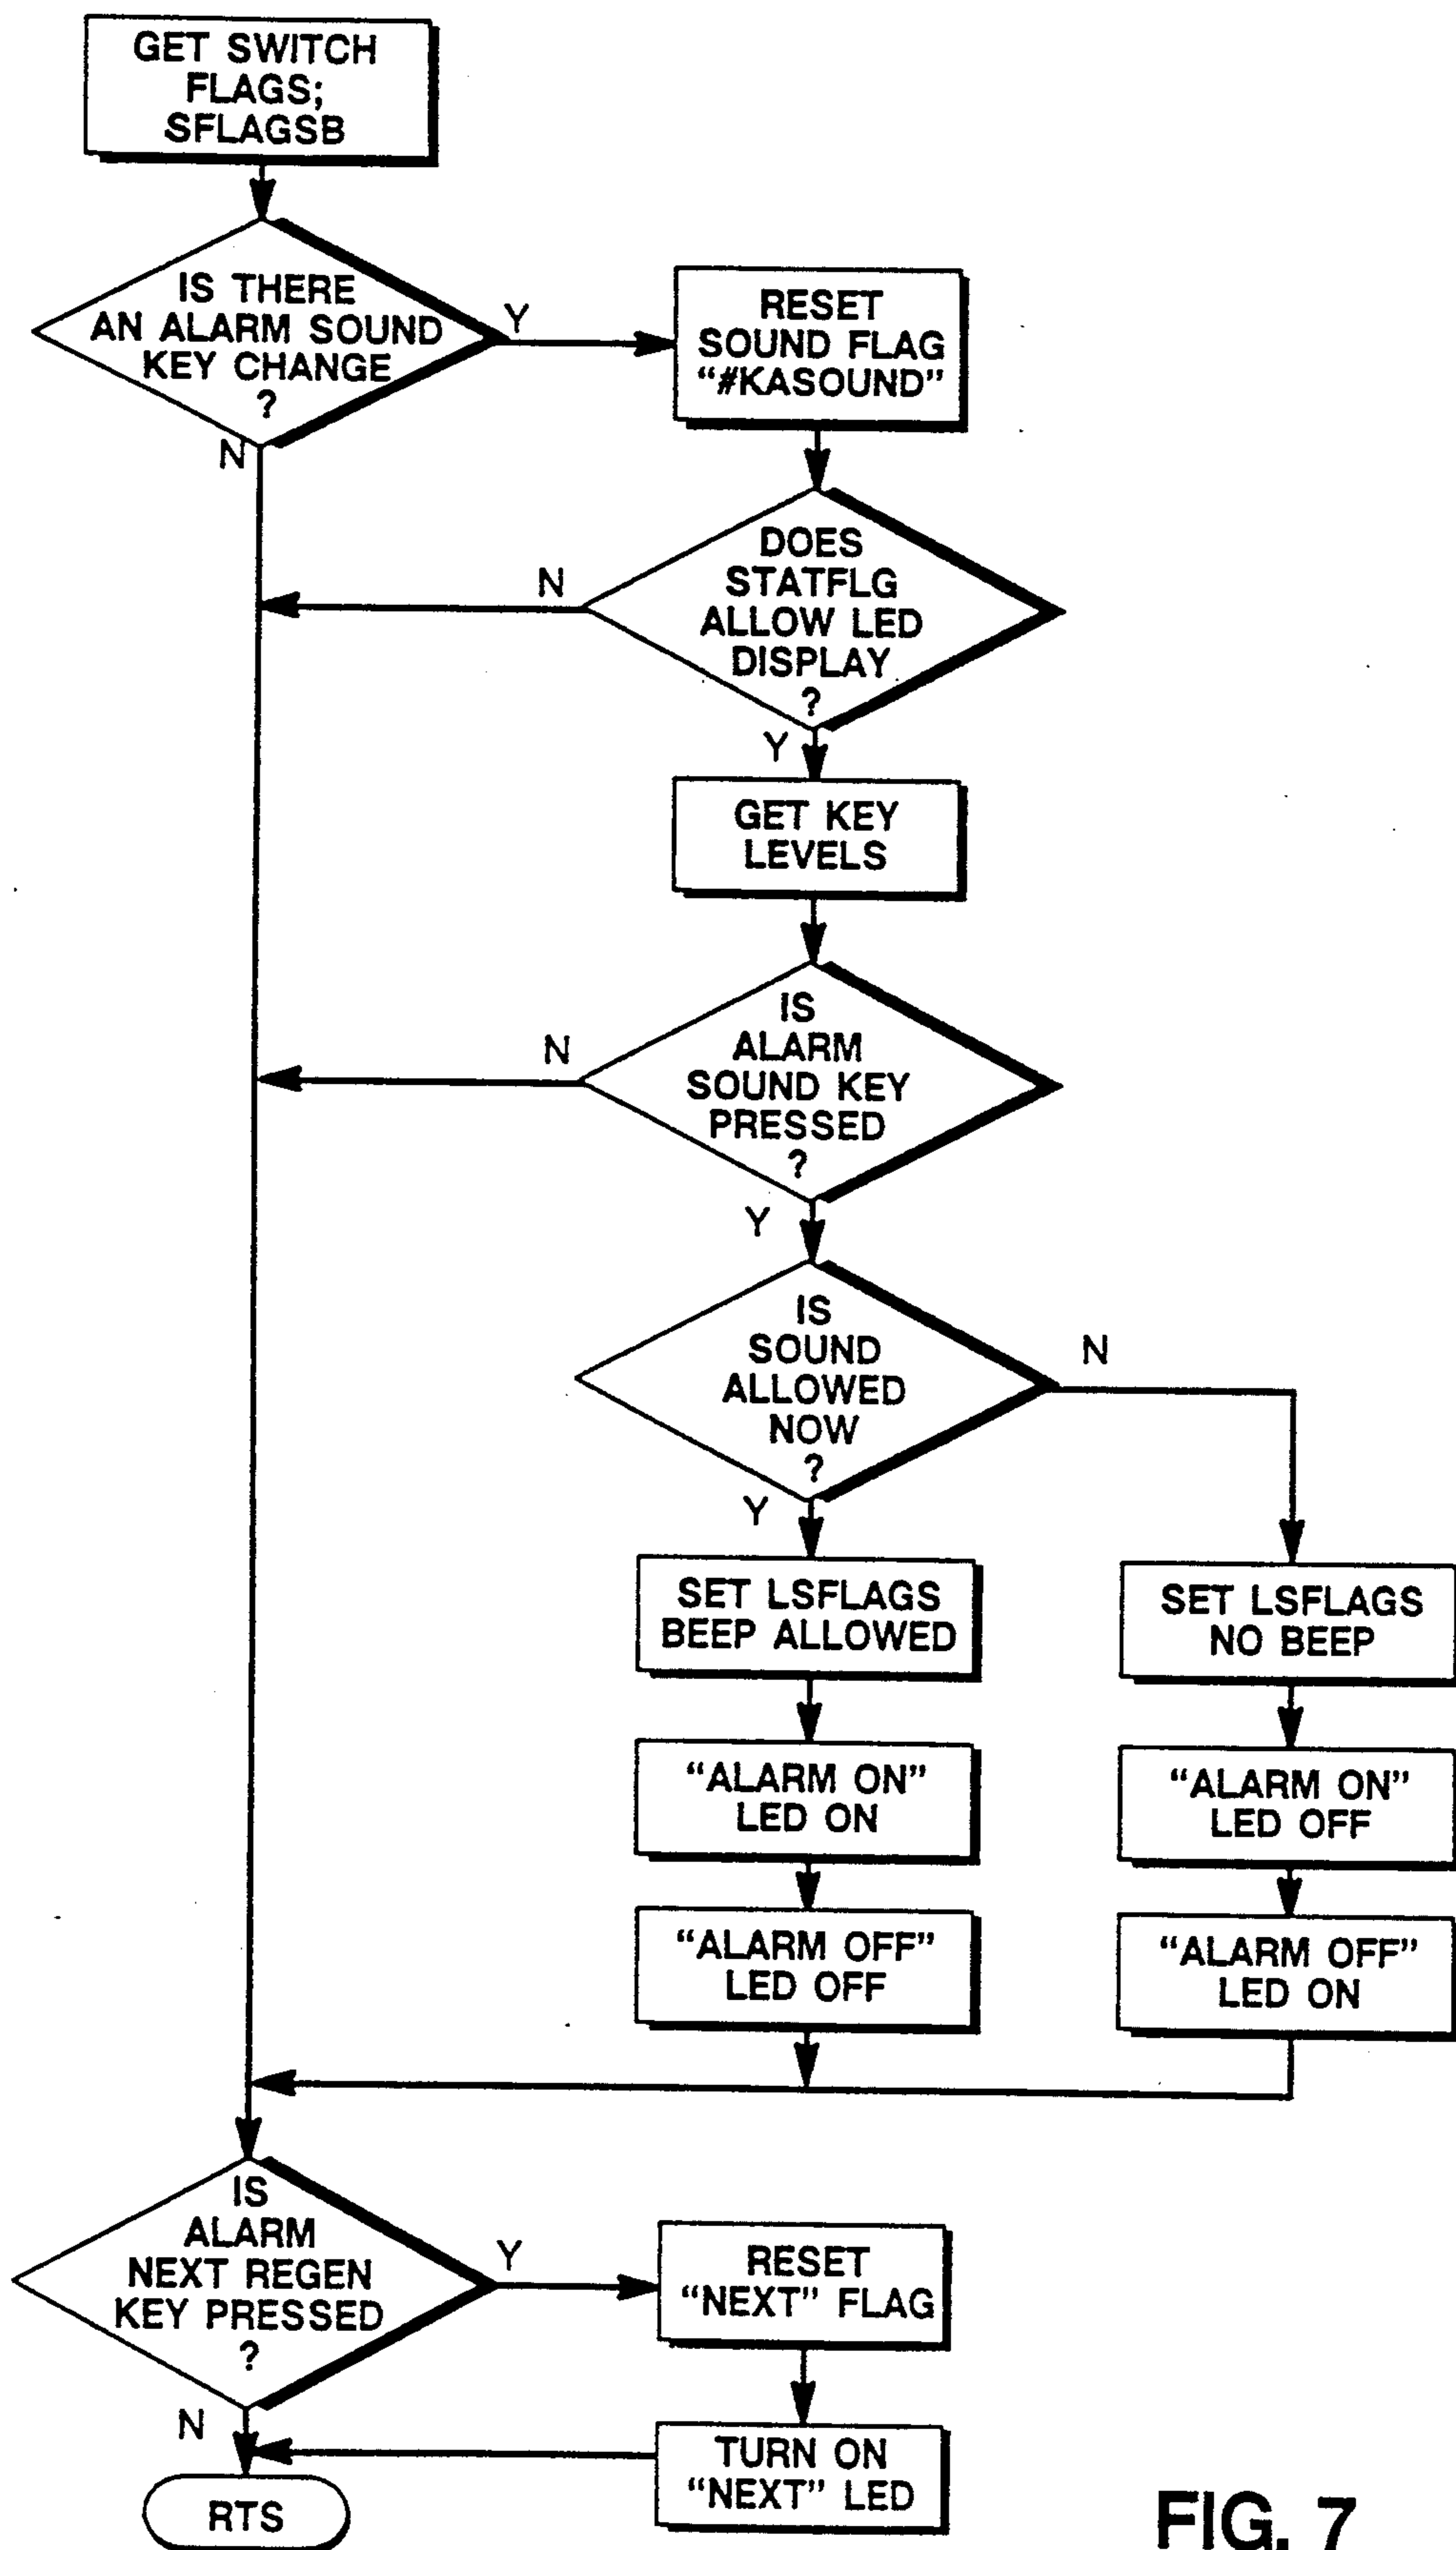 GET SWITCH
FLAGS;
SFLAGSB
IS THERE
AN ALARM SOUND
KEY CHANGE
?
Y
N
RESET
SOUND FLAG
“#KASOUND”
DOES
STATFLG
ALLOW LED
DISPLAY
?
N
Y
GET KEY
LEVELS
IS
ALARM
SOUND KEY
PRESSED
?
N
Y
IS
SOUND
ALLOWED
NOW
?
N
Y
SET LSFLAGS
BEEP ALLOWED
SET LSFLAGS
NO BEEP
“ALARM ON”
LED ON
“ALARM ON”
LED OFF
“ALARM OFF”
LED OFF
“ALARM OFF”
LED ON
IS
ALARM
NEXT REGEN
KEY PRESSED
?
Y
N
RESET
“NEXT” FLAG
TURN ON
“NEXT” LED
RTS
FIG. 7